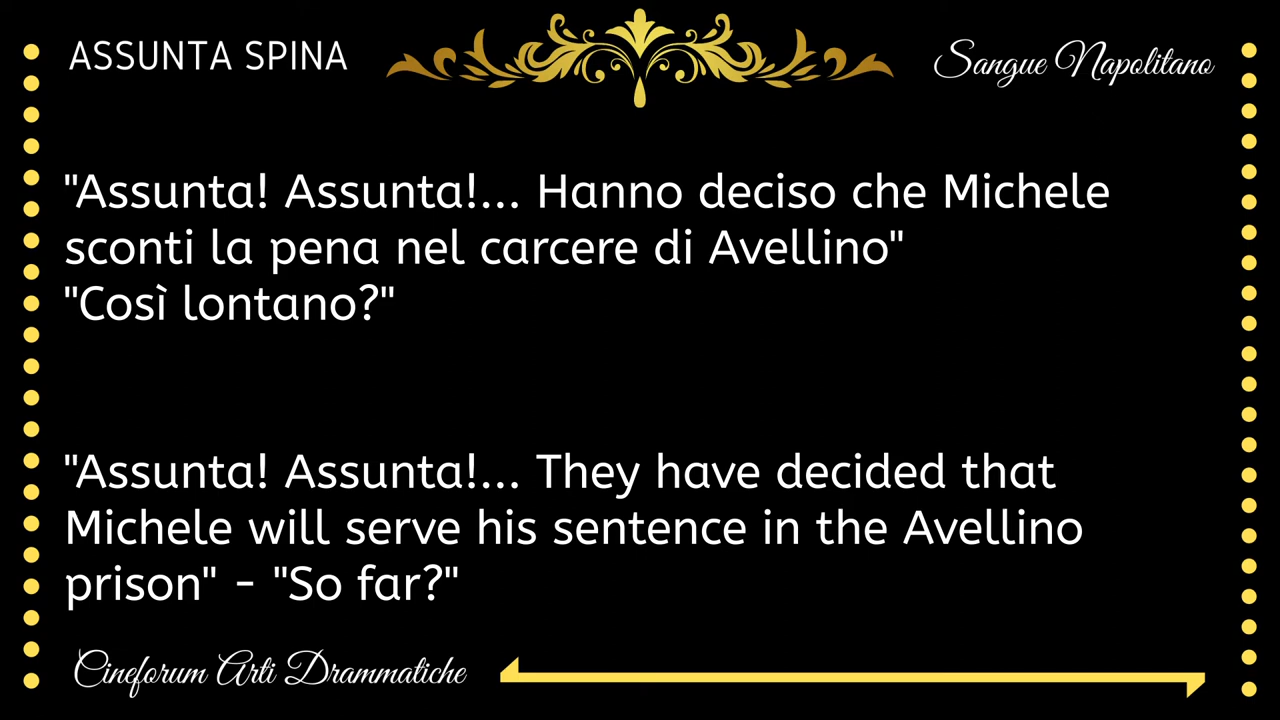 ASSUNTA SPINA
Sangue Napolitano
"Assunta! Assunta!... Hanno deciso che Michele
sconti la pena nel carcere di Avellino"
"Così lontano?"
"Assunta! Assunta!... They have decided that
Michele will serve his sentence in the Avellino
prison" - "So far?"
Cineforum Arti Drammatiche